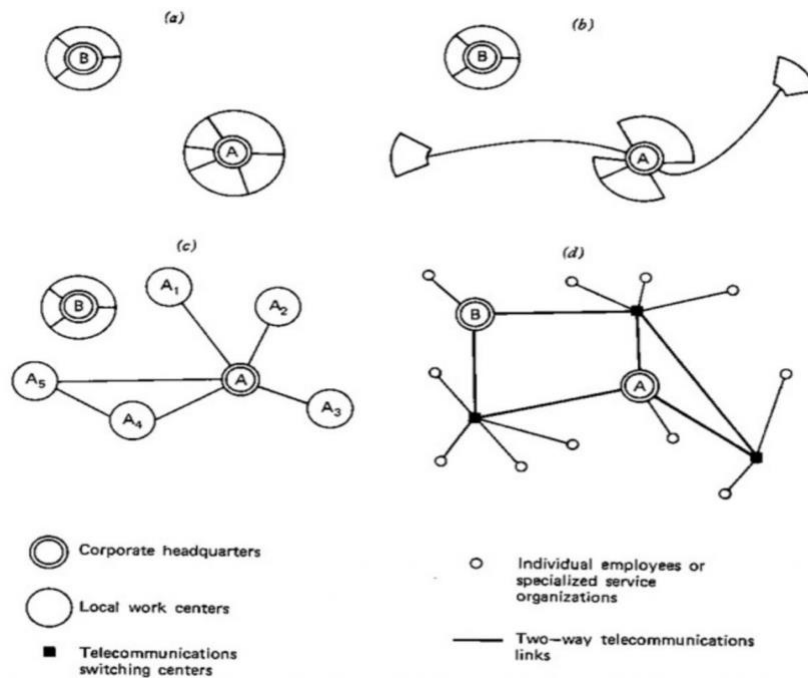 (a)
(b)
B
B
A
A
(c)
(d)
B
A₁
A₂
B
A₅
A
A₄
A₃
A
Corporate headquarters
Local work centers
Telecommunications
switching centers
Individual employees or
specialized service
organizations
Two-way telecommunications
links